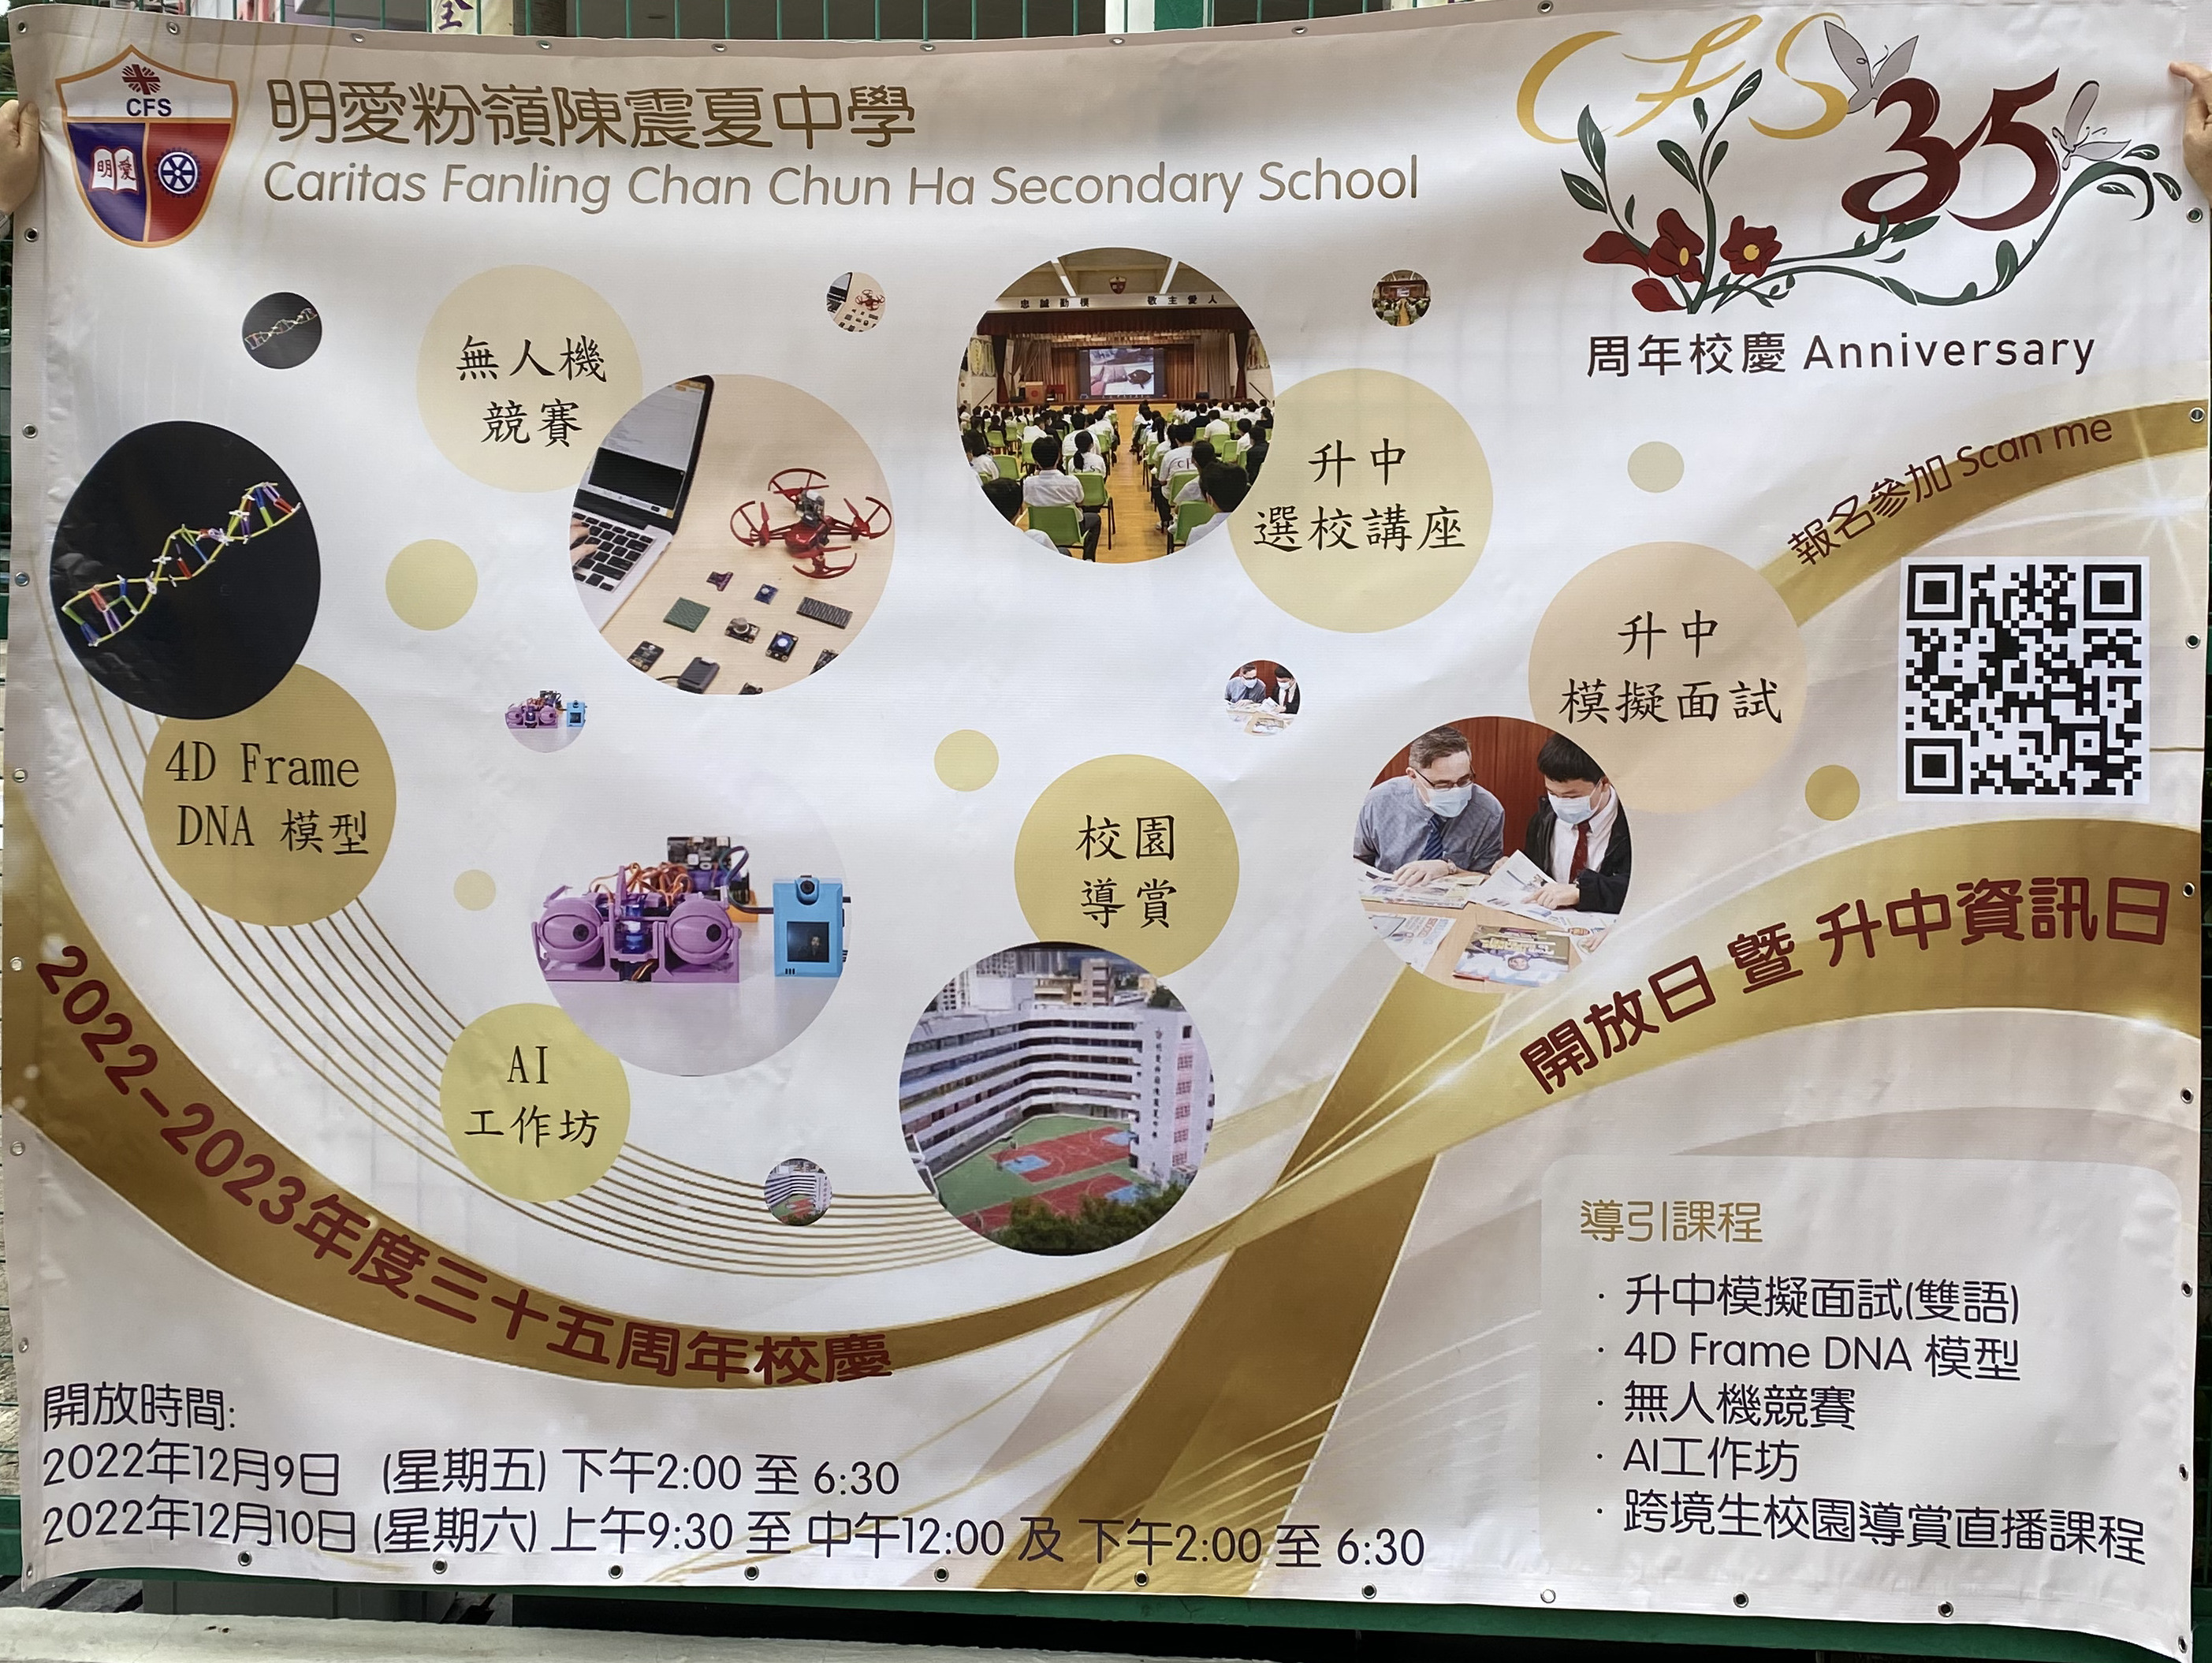 全
CFS
明愛
明愛粉嶺陳震夏中學
Caritas Fanling Chan Chun Ha Secondary School
CFS
35
周年校慶 Anniversary
報名參加 Scan me
無人機
競賽
忠誠勤樸 敬主愛人
升中
選校講座
升中
模擬面試
4D Frame
DNA 模型
校園
導賞
AI
工作坊
2022-2023年度三十五周年校慶
開放日 暨 升中資訊日
開放時間:
2022年12月9日 (星期五) 下午2:00 至 6:30
2022年12月10日 (星期六) 上午9:30 至 中午12:00 及 下午2:00 至 6:30
導引課程
· 升中模擬面試(雙語)
· 4D Frame DNA 模型
· 無人機競賽
· AI工作坊
· 跨境生校園導賞直播課程